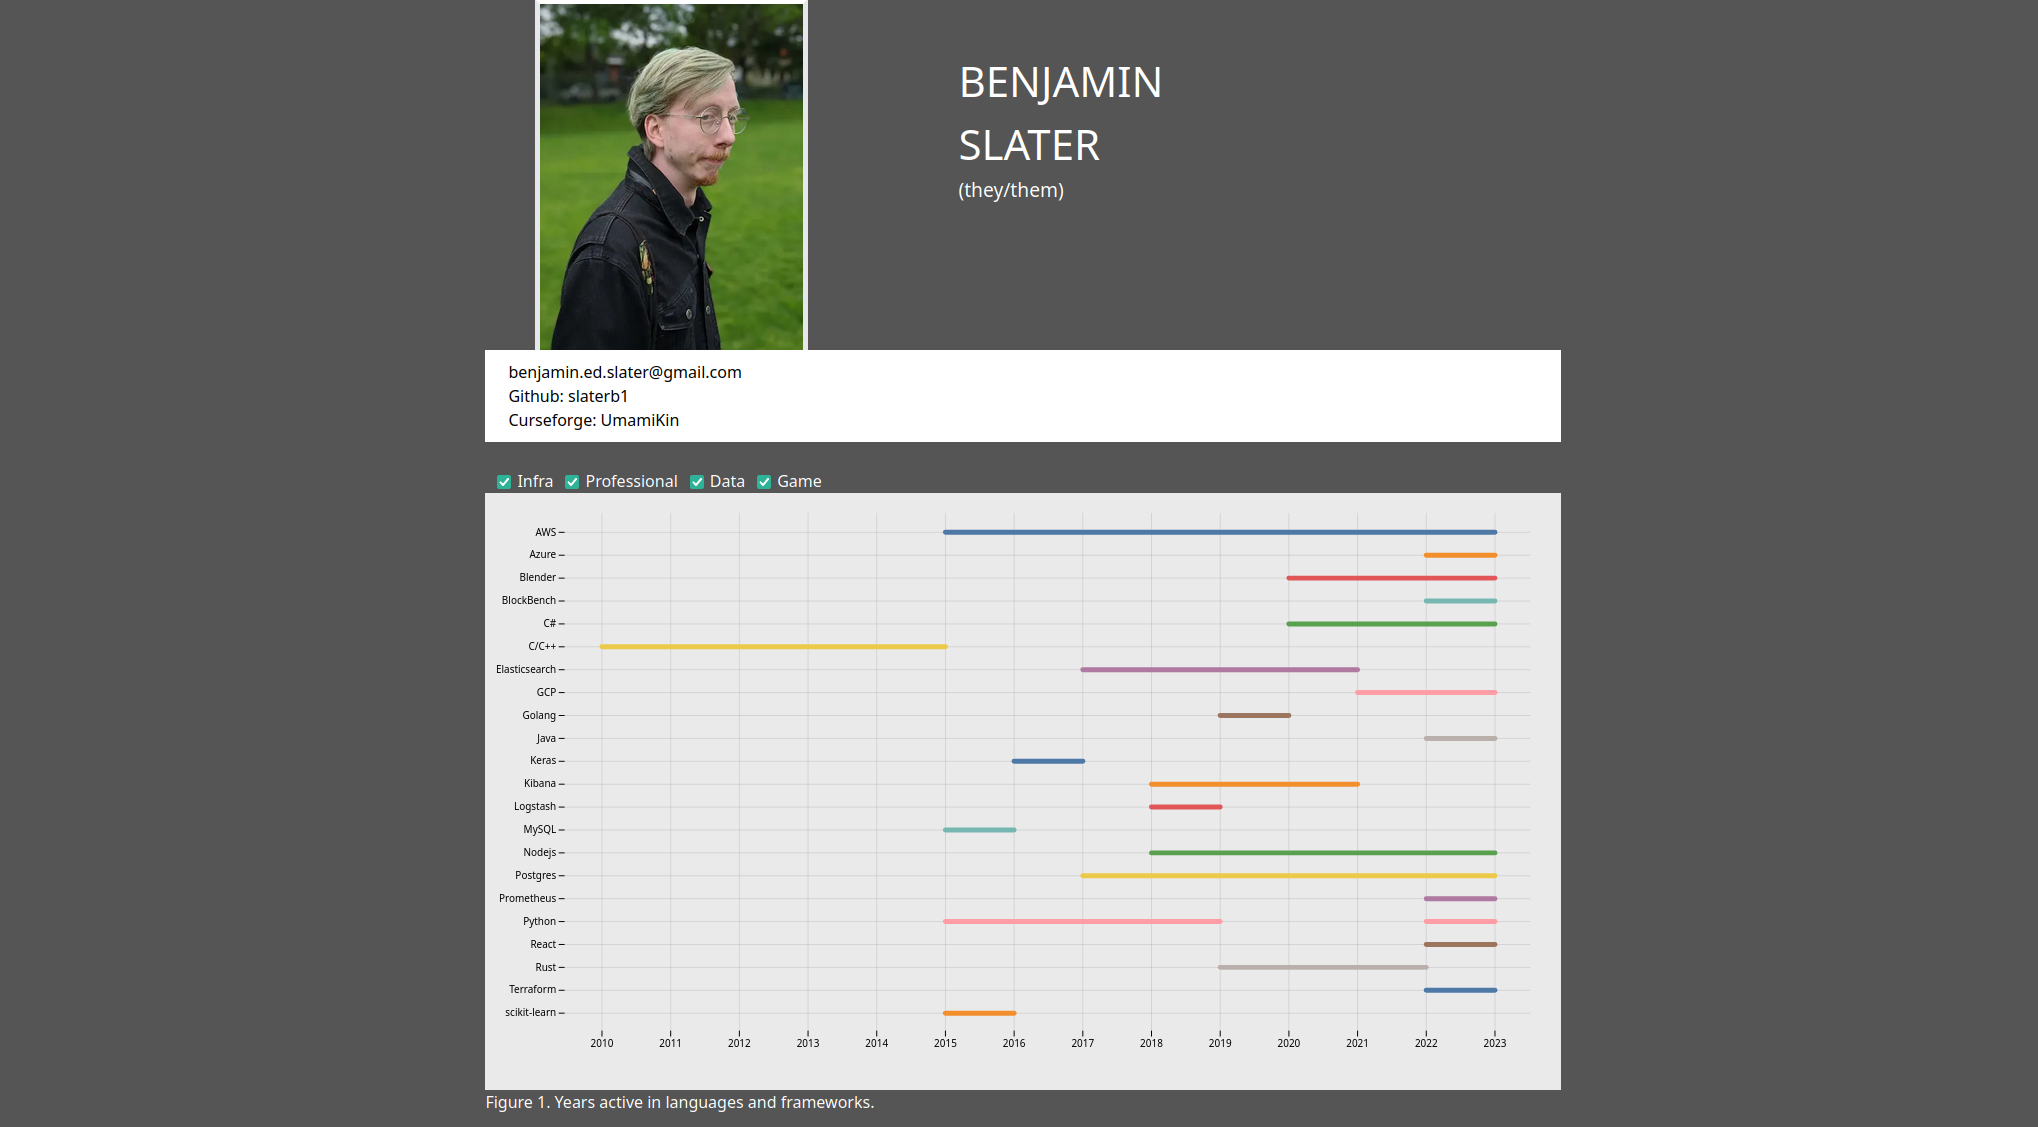 BENJAMIN
SLATER
(they/them)
benjamin.ed.slater@gmail.com
Github: slaterb1
Curseforge: UmamiKin
Infra Professional Data Game
AWS
Azure
Blender
BlockBench
C#
C/C++
Elasticsearch
GCP
Golang
Java
Keras
Kibana
Logstash
MySQL
Nodejs
Postgres
Prometheus
Python
React
Rust
Terraform
scikit-learn
2010 2011 2012 2013 2014 2015 2016 2017 2018 2019 2020 2021 2022 2023
Figure 1. Years active in languages and frameworks.